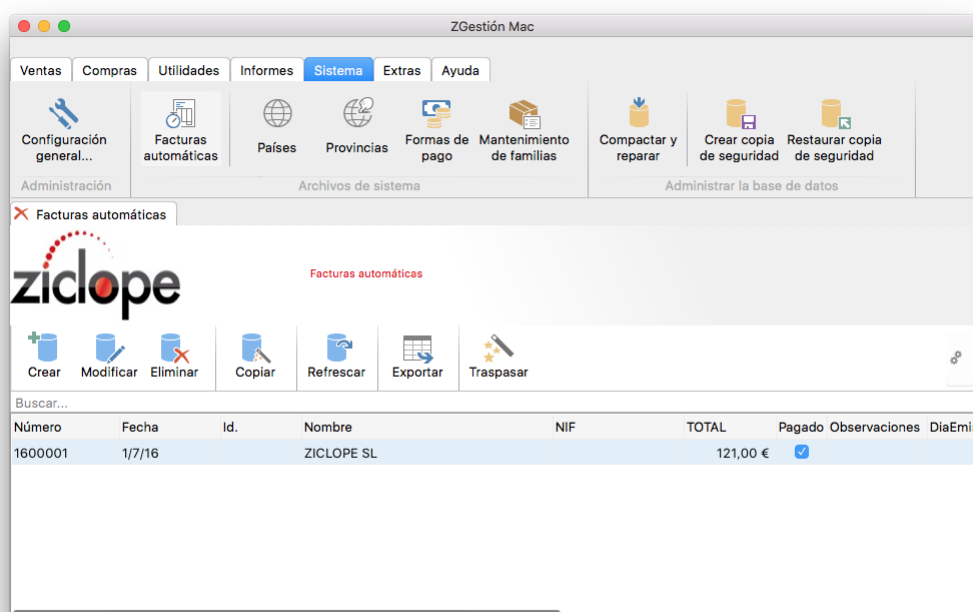 ZGestión Mac
Ventas Compras Utilidades Informes Sistema Extras Ayuda
Configuración general...
Facturas automáticas
Países
Provincias
Formas de pago
Mantenimiento de familias
Compactar y reparar
Crear copia de seguridad
Restaurar copia de seguridad
Administración
Archivos de sistema
Administrar la base de datos
Facturas automáticas
ziclope
Facturas automáticas
Crear Modificar Eliminar Copiar Refrescar Exportar Traspasar
Buscar...
Número Fecha Id. Nombre NIF TOTAL Pagado Observaciones DiaEmi
1600001 1/7/16 ZICLOPE SL 121,00 €